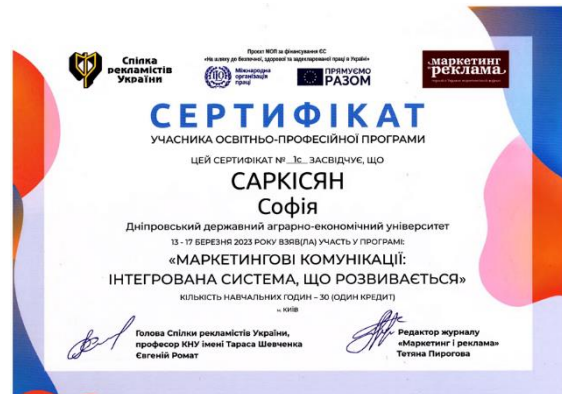 Спілка
рекламістів
України
Проєкт МОП за фінансування ЄС
«На шляху до безпечної, здорової та задекларованої праці в Україні»
Міжнародна
організація
праці
ПРЯМУЄМО
РАЗОМ
маркетинг
реклама
СЕРТИФІКАТ
УЧАСНИКА ОСВІТНЬО-ПРОФЕСІЙНОЇ ПРОГРАМИ
ЦЕЙ СЕРТИФІКАТ № 1с ЗАСВІДЧУЄ, ЩО
САРКІСЯН
Софія
Дніпровський державний аграрно-економічний університет
13 - 17 БЕРЕЗНЯ 2023 РОКУ ВЗЯВ(ЛА) УЧАСТЬ У ПРОГРАМІ:
«МАРКЕТИНГОВІ КОМУНІКАЦІЇ:
ІНТЕГРОВАНА СИСТЕМА, ЩО РОЗВИВАЄТЬСЯ»
КІЛЬКІСТЬ НАВЧАЛЬНИХ ГОДИН – 30 (ОДИН КРЕДИТ)
м. КИЇВ
Голова Спілки рекламістів України,
професор КНУ імені Тараса Шевченка
Євгеній Ромат
Редактор журналу
«Маркетинг і реклама»
Тетяна Пирогова